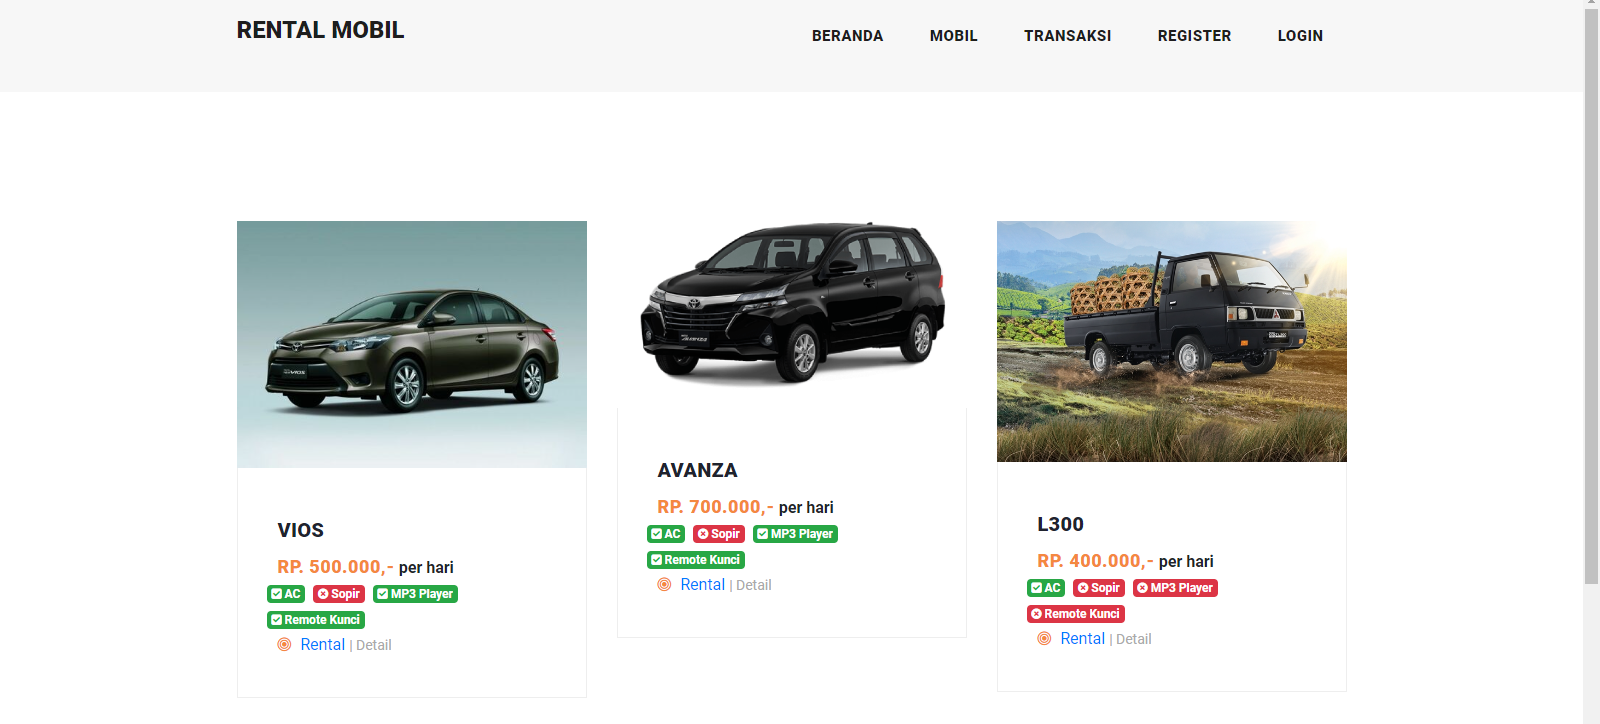 RENTAL MOBIL
BERANDA MOBIL TRANSAKSI REGISTER LOGIN
VIOS
VIOS
RP. 500.000,- per hari
AC Sopir MP3 Player
Remote Kunci
Rental | Detail
AVANZA
AVANZA
RP. 700.000,- per hari
AC Sopir MP3 Player
Remote Kunci
Rental | Detail
L300
RP. 400.000,- per hari
AC Sopir MP3 Player
Remote Kunci
Rental | Detail